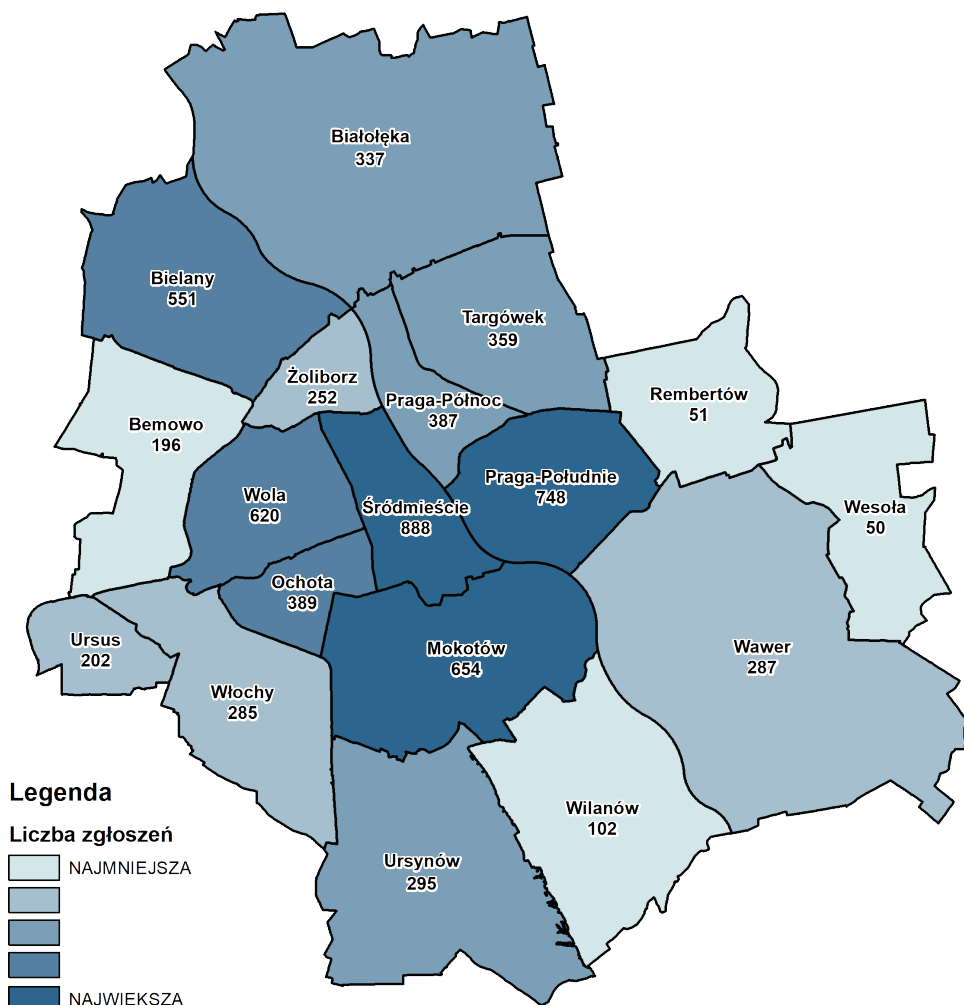 Białołęka
337
Bielany
551
Targówek
359
Żoliborz
252
Praga-Północ
387
Rembertów
51
Bemowo
196
Wola
620
Śródmieście
888
Praga-Południe
748
Wesoła
50
Ochota
389
Ursus
202
Mokotów
654
Wawer
287
Włochy
285
Wilanów
102
Ursynów
295
Legenda
Liczba zgłoszeń
NAJMNIEJSZA
NAJWIĘKSZA